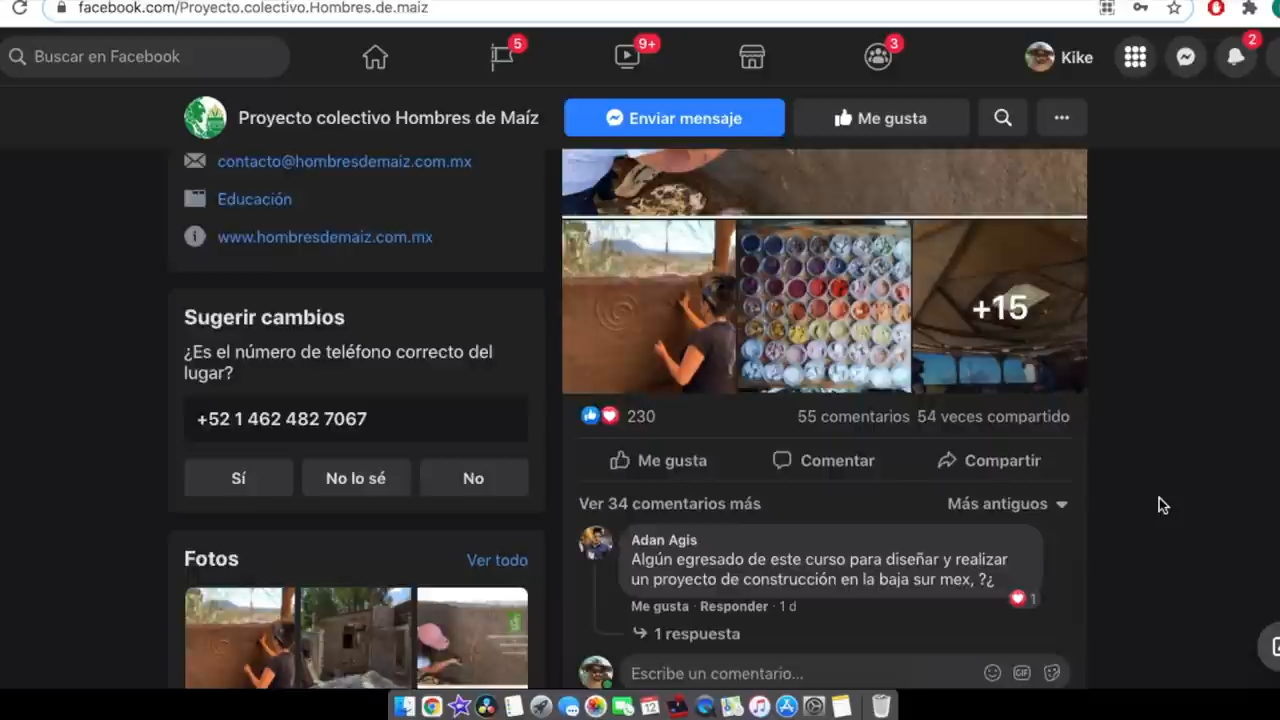 facebook.com/Proyecto.colectivo.Hombres.de.maiz
Buscar en Facebook
5
9+
3
Kike
2
Proyecto colectivo Hombres de Maíz
Enviar mensaje
Me gusta
contacto@hombresdemaiz.com.mx
Educación
www.hombresdemaiz.com.mx
Sugerir cambios
¿Es el número de teléfono correcto del
lugar?
+52 1 462 482 7067
Sí
No lo sé
No
Fotos
Ver todo
+15
230
55 comentarios
54 veces compartido
Me gusta
Comentar
Compartir
Ver 34 comentarios más
Más antiguos
Adan Agis
Algún egresado de este curso para diseñar y realizar
un proyecto de construcción en la baja sur mex, ?¿
1
Me gusta · Responder · 1 d
1 respuesta
Escribe un comentario...
GIF
12